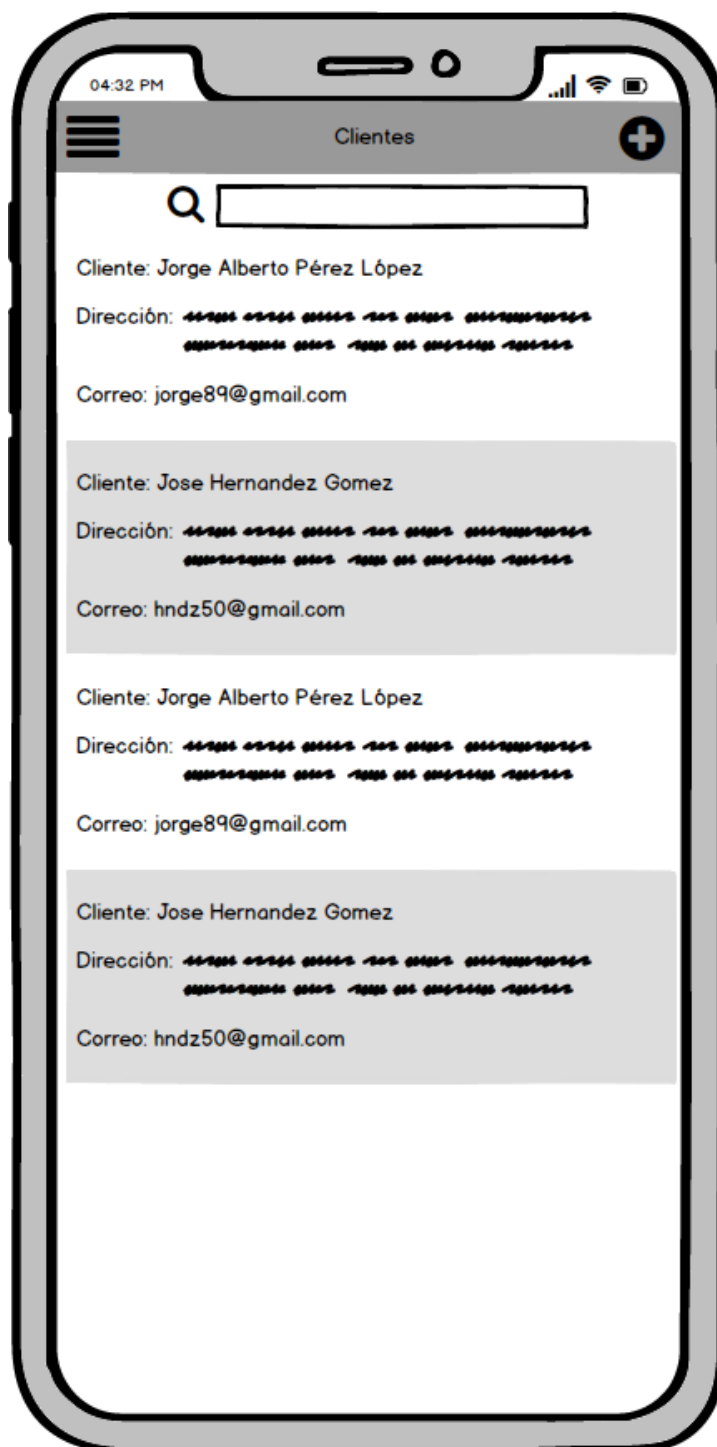 04:32 PM
Clientes
Cliente: Jorge Alberto Pérez López
Dirección:
Correo: jorge89@gmail.com
Cliente: Jose Hernandez Gomez
Dirección:
Correo: hndz50@gmail.com
Cliente: Jorge Alberto Pérez López
Dirección:
Correo: jorge89@gmail.com
Cliente: Jose Hernandez Gomez
Dirección:
Correo: hndz50@gmail.com